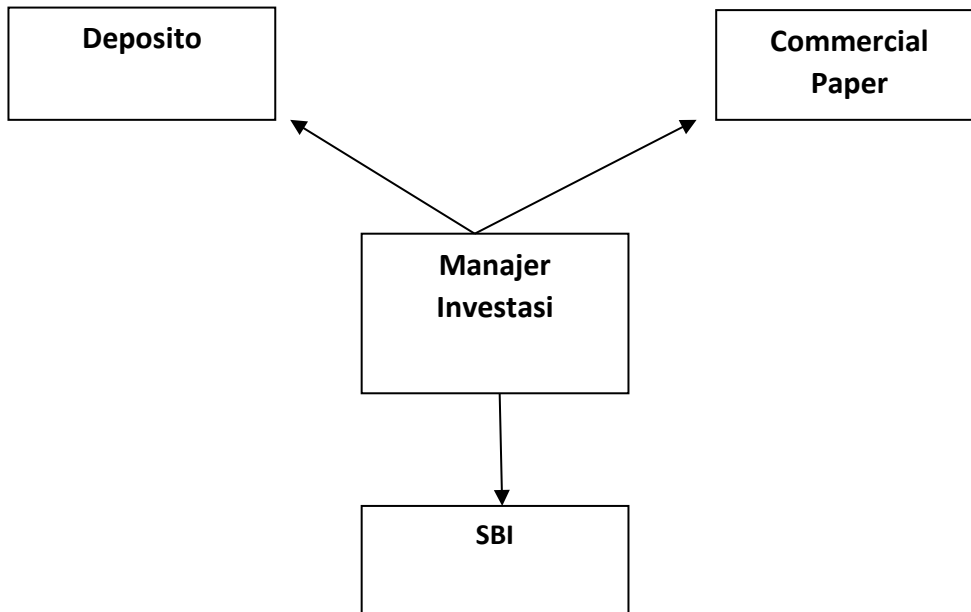 Deposito
Commercial
Paper
Manajer
Investasi
SBI